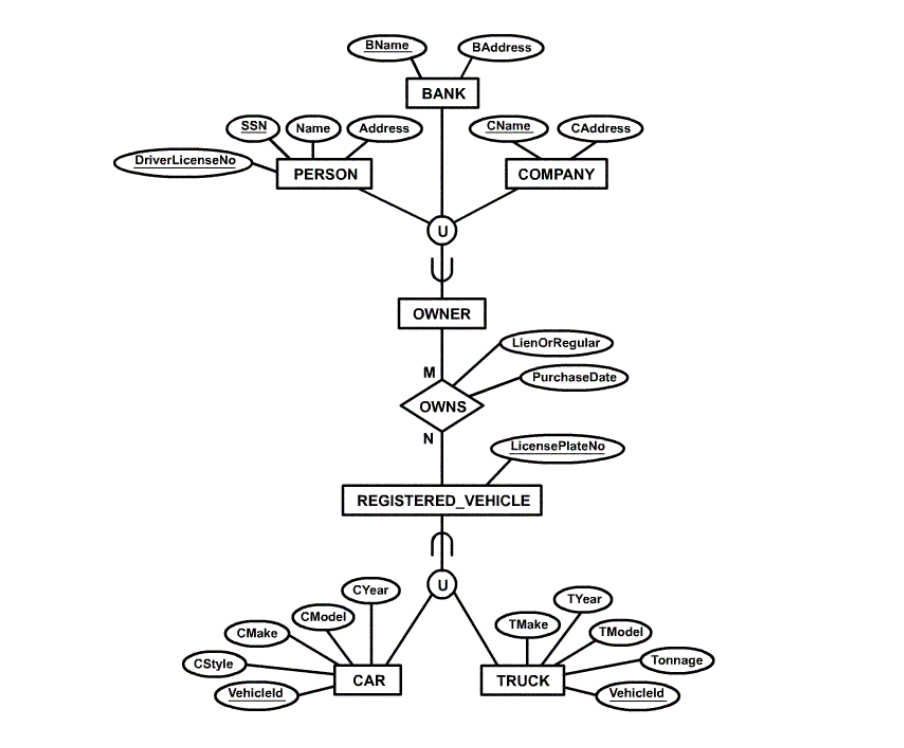 BName
BAddress
BANK
SSN
Name
Address
CName
CAddress
DriverLicenseNo
PERSON
COMPANY
U
OWNER
LienOrRegular
M
PurchaseDate
OWNS
N
LicensePlateNo
REGISTERED_VEHICLE
U
CYear
TYear
CModel
TMake
CMake
TModel
CStyle
Tonnage
CAR
TRUCK
VehicleId
VehicleId